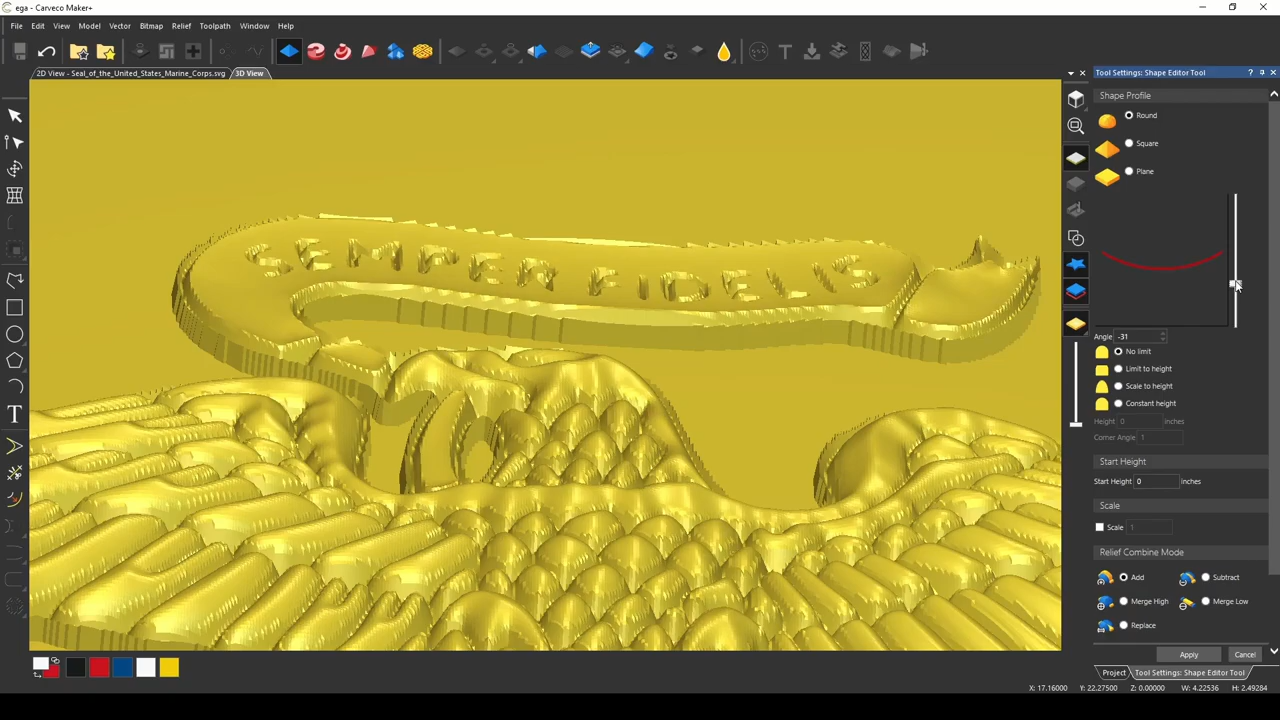 ega - Carveco Maker+
File Edit View Model Vector Bitmap Relief Toolpath Window Help
2D View - Seal_of_the_United_States_Marine_Corps.svg 3D View
Tool Settings: Shape Editor Tool
Shape Profile
Round
Square
Plane
Angle -31
No limit
Limit to height
Scale to height
Constant height
Height 0 inches
Corner Angle 1
Start Height
Start Height 0 inches
Scale
Scale 1
Relief Combine Mode
Add Subtract
Merge High Merge Low
Replace
Apply Cancel
Project Tool Settings: Shape Editor Tool
X: 17.16000 Y: 22.27500 Z: 0.00000 W: 4.22536 H: 2.49284
SEMPER FIDELIS